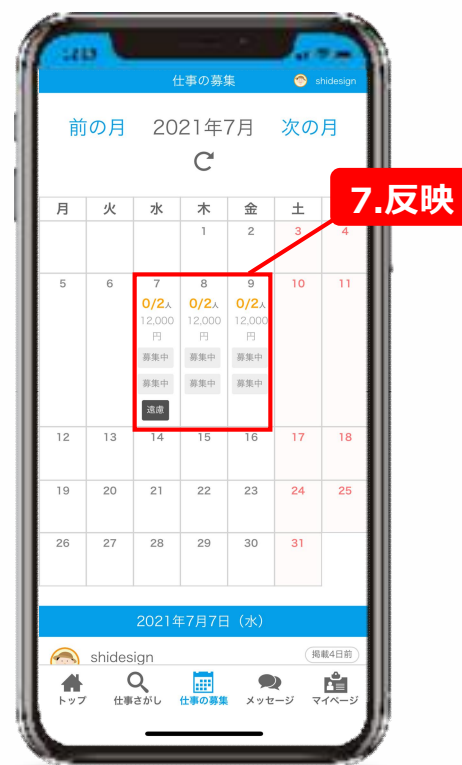 仕事の募集 shidesign
前の月 2021年7月 次の月
7.反映
月 火 水 木 金 土
1 2 3 4
5 6 7 8 9 10 11
0/2人 0/2人 0/2人
12,000 12,000 12,000
円 円 円
募集中 募集中 募集中
募集中 募集中 募集中
遠慮
12 13 14 15 16 17 18
19 20 21 22 23 24 25
26 27 28 29 30 31
2021年7月7日（水）
shidesign 掲載4日前
トップ 仕事さがし 仕事の募集 メッセージ マイページ